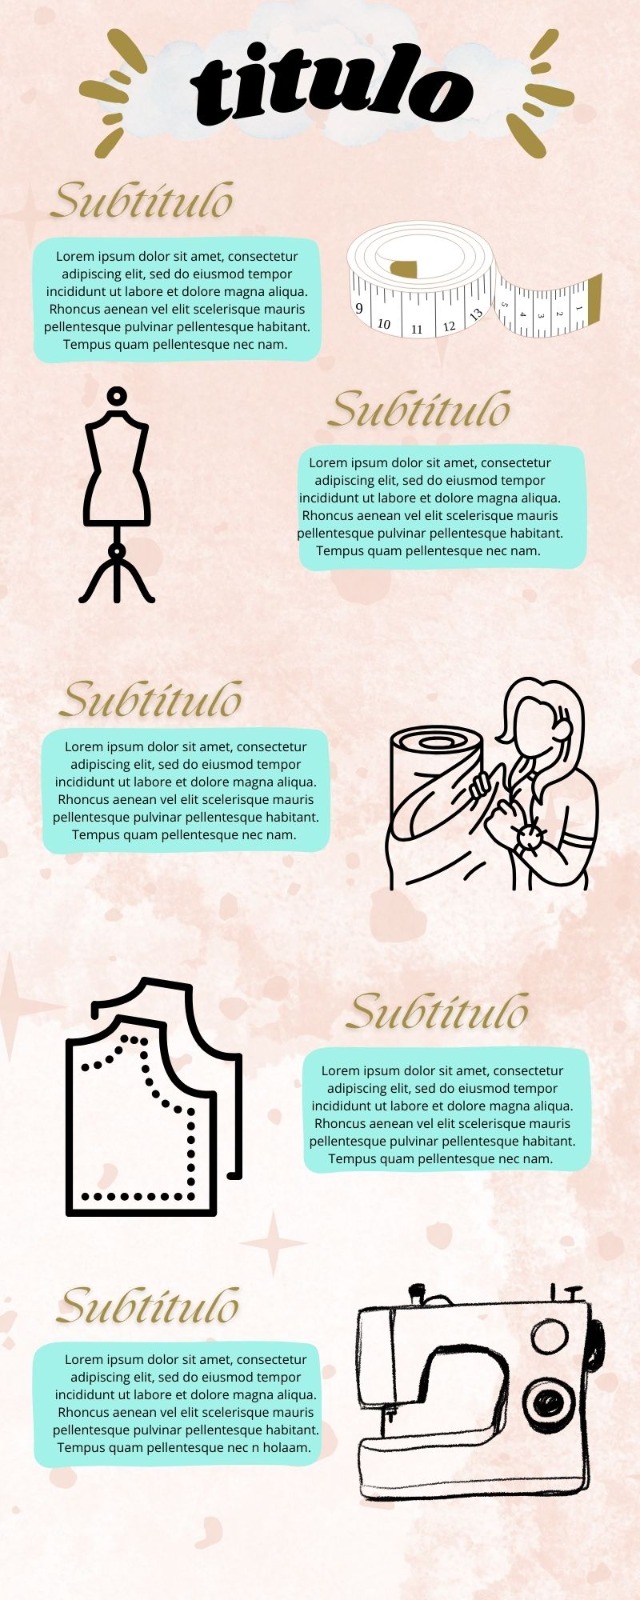 titulo
Subtítulo
Lorem ipsum dolor sit amet, consectetur
adipiscing elit, sed do eiusmod tempor
incididunt ut labore et dolore magna aliqua.
Rhoncus aenean vel elit scelerisque mauris
pellentesque pulvinar pellentesque habitant.
Tempus quam pellentesque nec nam.
9 10 11 12 13 5 4 3 2 1
Subtítulo
Lorem ipsum dolor sit amet, consectetur
adipiscing elit, sed do eiusmod tempor
incididunt ut labore et dolore magna aliqua.
Rhoncus aenean vel elit scelerisque mauris
pellentesque pulvinar pellentesque habitant.
Tempus quam pellentesque nec nam.
Subtítulo
Lorem ipsum dolor sit amet, consectetur
adipiscing elit, sed do eiusmod tempor
incididunt ut labore et dolore magna aliqua.
Rhoncus aenean vel elit scelerisque mauris
pellentesque pulvinar pellentesque habitant.
Tempus quam pellentesque nec nam.
Subtítulo
Lorem ipsum dolor sit amet, consectetur
adipiscing elit, sed do eiusmod tempor
incididunt ut labore et dolore magna aliqua.
Rhoncus aenean vel elit scelerisque mauris
pellentesque pulvinar pellentesque habitant.
Tempus quam pellentesque nec nam.
Subtítulo
Lorem ipsum dolor sit amet, consectetur
adipiscing elit, sed do eiusmod tempor
incididunt ut labore et dolore magna aliqua.
Rhoncus aenean vel elit scelerisque mauris
pellentesque pulvinar pellentesque habitant.
Tempus quam pellentesque nec n holaam.